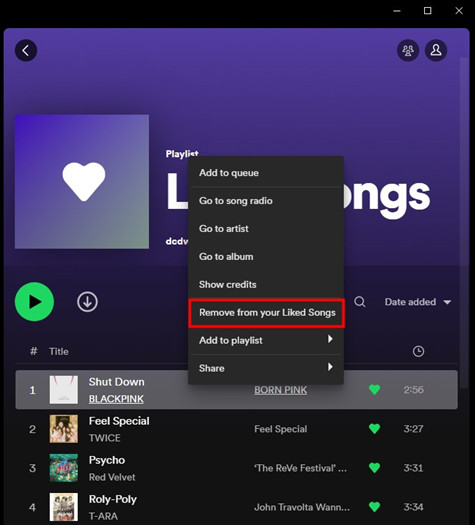 Playlist
L
ongs
dcdw
Add to queue
Go to song radio
Go to artist
Go to album
Show credits
Remove from your Liked Songs
Add to playlist
Share
Date added
# Title
1 Shut Down BORN PINK 2:56
BLACKPINK
2 Feel Special Feel Special 3:27
TWICE
3 Psycho ‘The ReVe Festival’ ... 3:31
Red Velvet
4 Roly-Poly John Travolta Wann... 3:34
T-ARA